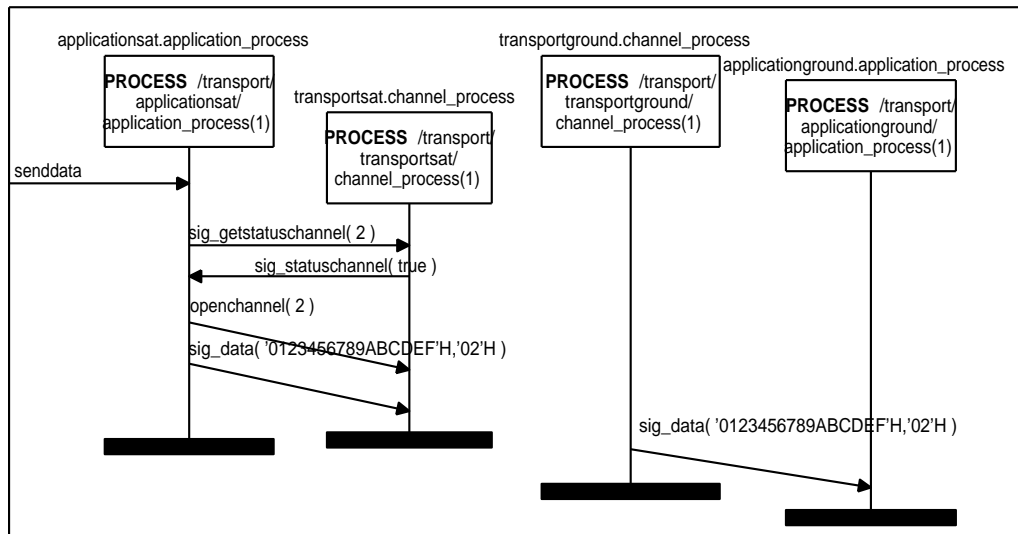 applicationsat.application_process
PROCESS /transport/
applicationsat/
application_process(1)
transportsat.channel_process
PROCESS /transport/
transportsat/
channel_process(1)
transportground.channel_process
PROCESS /transport/
transportground/
channel_process(1)
applicationground.application_process
PROCESS /transport/
applicationground/
application_process(1)
senddata
sig_getstatuschannel( 2 )
sig_statuschannel( true )
openchannel( 2 )
sig_data( '0123456789ABCDEF'H,'02'H )
sig_data( '0123456789ABCDEF'H,'02'H )